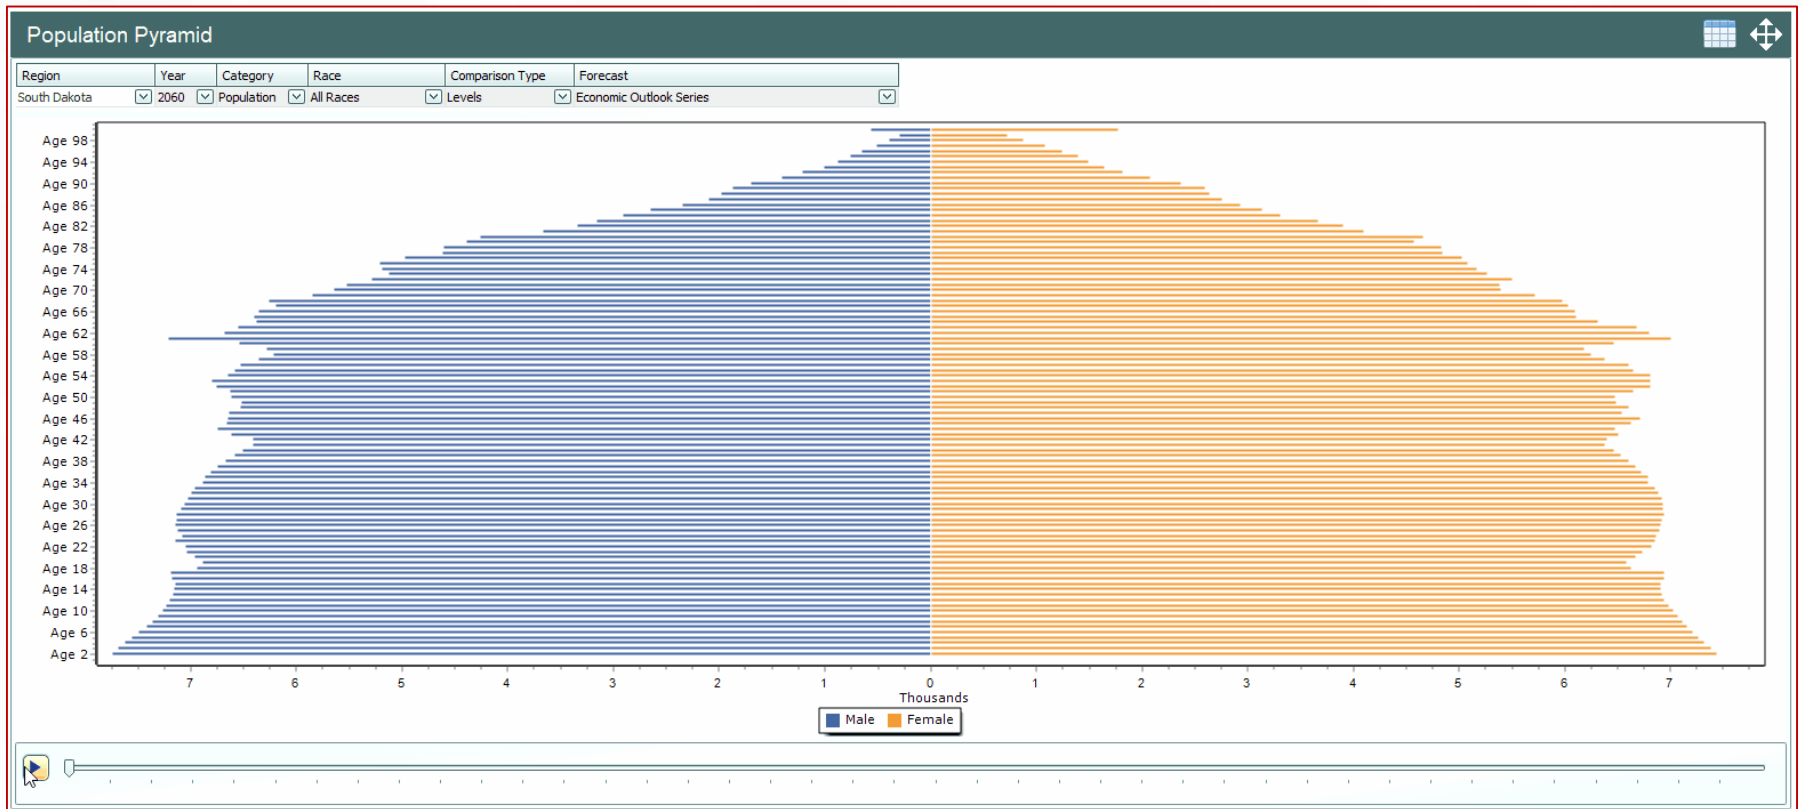 Population Pyramid
Region Year Category Race Comparison Type Forecast
South Dakota 2060 Population All Races Levels Economic Outlook Series
Age 98
Age 94
Age 90
Age 86
Age 82
Age 78
Age 74
Age 70
Age 66
Age 62
Age 58
Age 54
Age 50
Age 46
Age 42
Age 38
Age 34
Age 30
Age 26
Age 22
Age 18
Age 14
Age 10
Age 6
Age 2
7 6 5 4 3 2 1 0 1 2 3 4 5 6 7
Thousands
Male Female